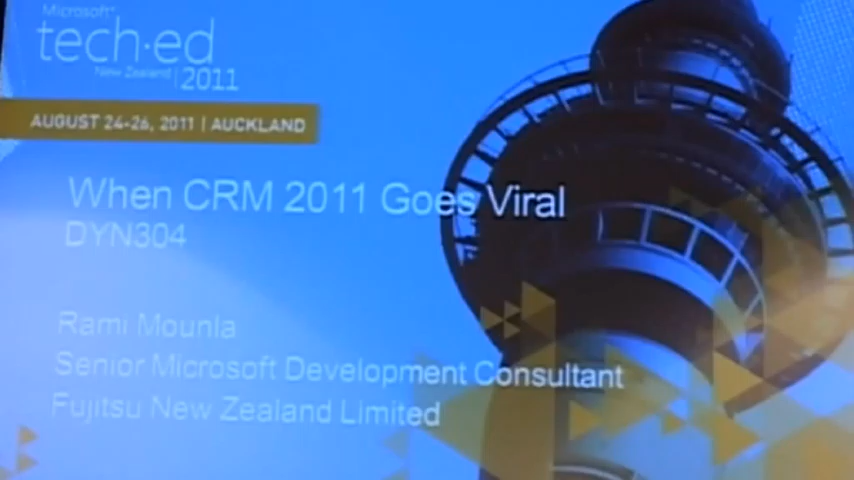 Microsoft®
tech·ed
New Zealand | 2011
AUGUST 24-26, 2011 | AUCKLAND
When CRM 2011 Goes Viral
DYN304
Rami Mounla
Senior Microsoft Development Consultant
Fujitsu New Zealand Limited